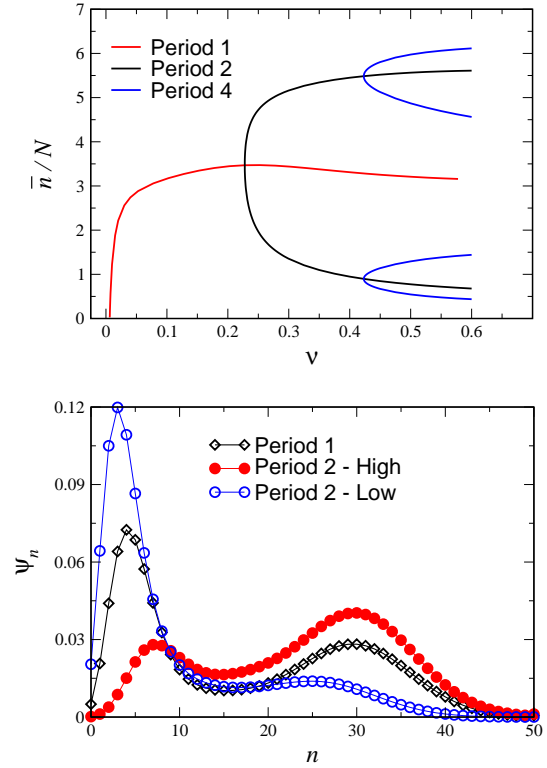 7
6
5
4
3
2
1
0
n̄ / N
Period 1
Period 2
Period 4
0 0.1 0.2 0.3 0.4 0.5 0.6
ν
0.12
0.09
0.06
0.03
0
ψn
Period 1
Period 2 - High
Period 2 - Low
0 10 20 30 40 50
n